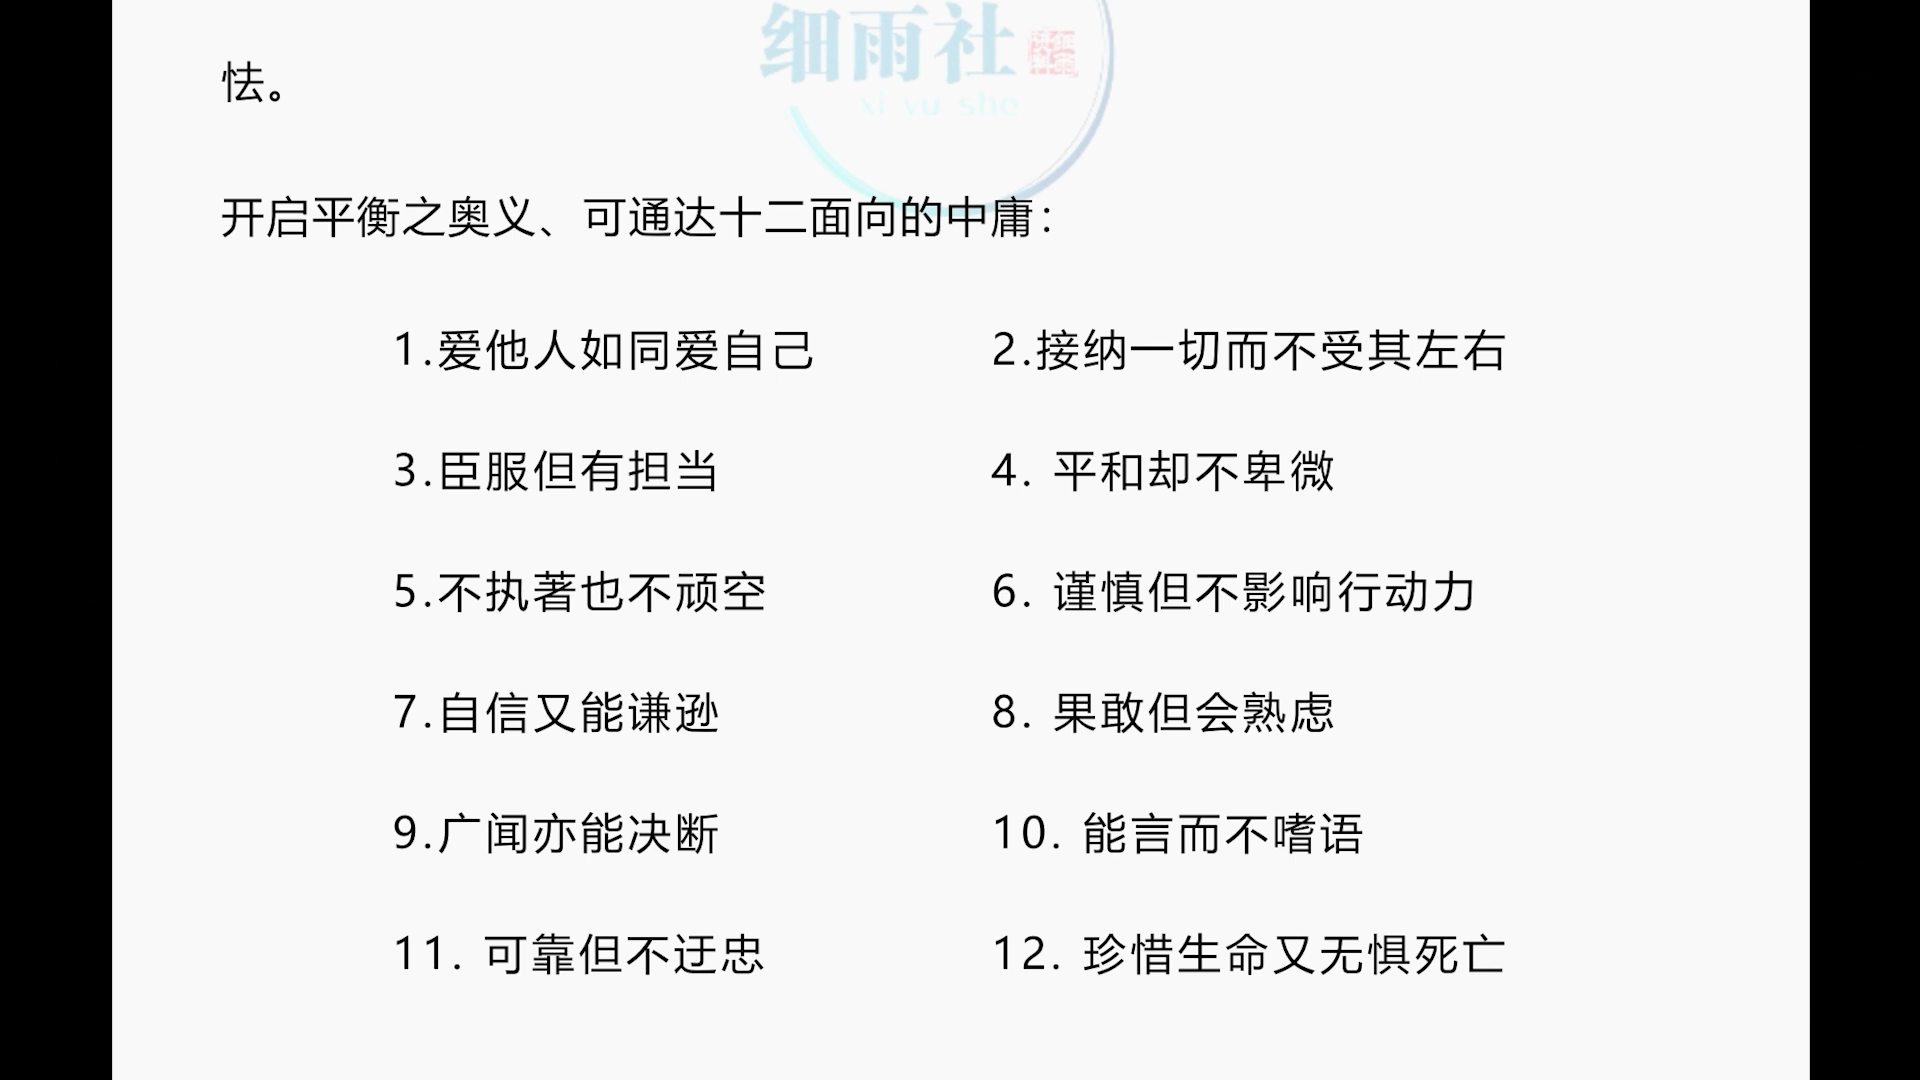 细雨社
xi yu she
怯。
开启平衡之奥义、可通达十二面向的中庸：
1.爱他人如同爱自己 2.接纳一切而不受其左右
3.臣服但有担当 4. 平和却不卑微
5.不执著也不顽空 6. 谨慎但不影响行动力
7.自信又能谦逊 8. 果敢但会熟虑
9.广闻亦能决断 10. 能言而不嗜语
11. 可靠但不迂忠 12. 珍惜生命又无惧死亡